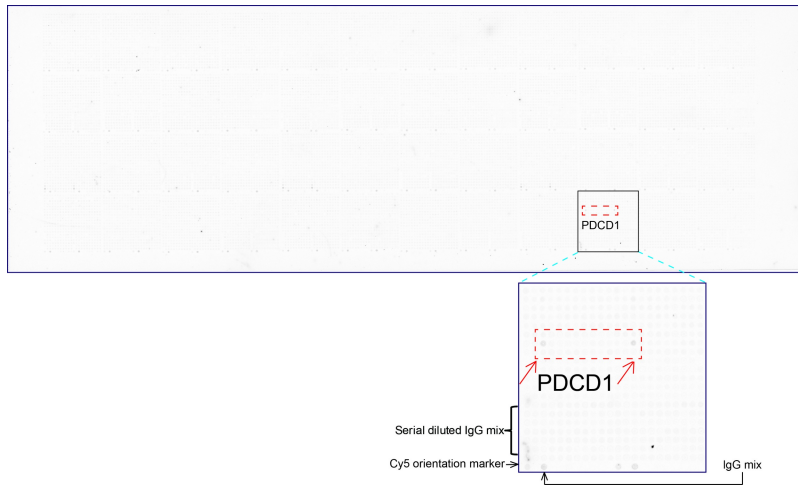 PDCD1
PDCD1
Serial diluted IgG mix
Cy5 orientation marker
IgG mix